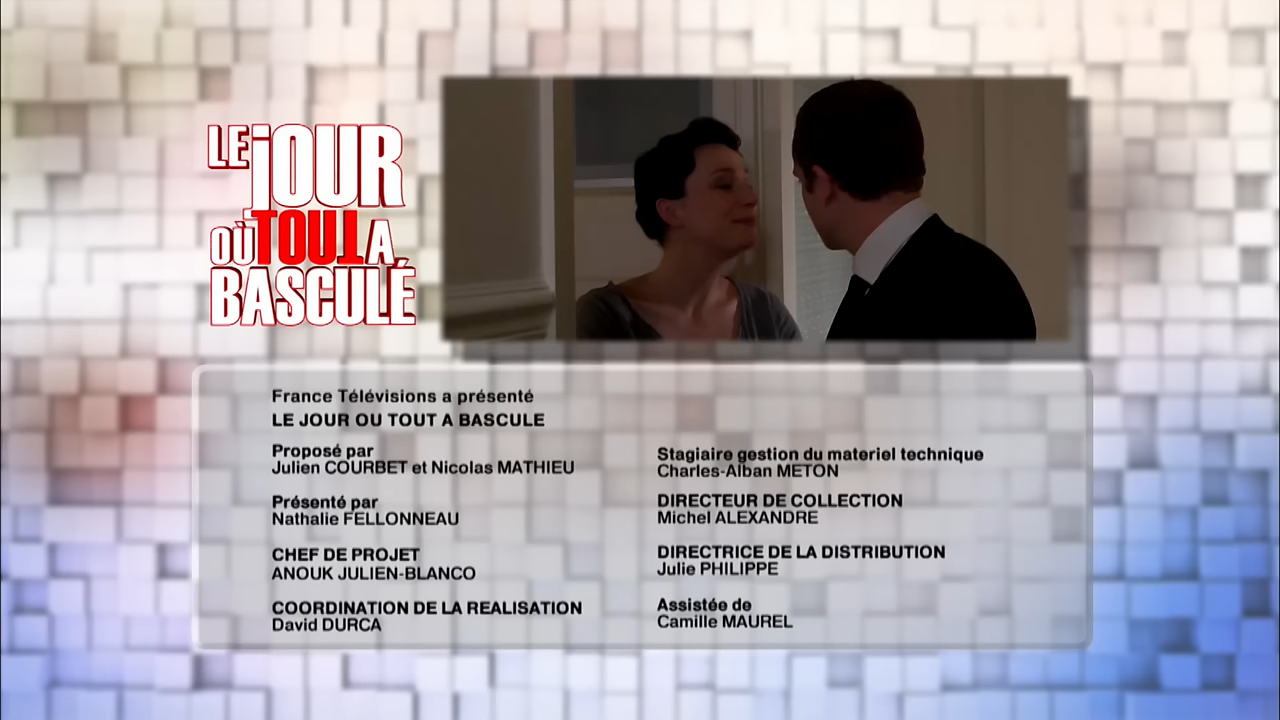 LE JOUR
OÙ TOUT A
BASCULÉ
France Télévisions a présenté
LE JOUR OU TOUT A BASCULE
Proposé par
Julien COURBET et Nicolas MATHIEU
Présenté par
Nathalie FELLONNEAU
CHEF DE PROJET
ANOUK JULIEN-BLANCO
COORDINATION DE LA REALISATION
David DURCA
Stagiaire gestion du materiel technique
Charles-Alban METON
DIRECTEUR DE COLLECTION
Michel ALEXANDRE
DIRECTRICE DE LA DISTRIBUTION
Julie PHILIPPE
Assistée de
Camille MAUREL